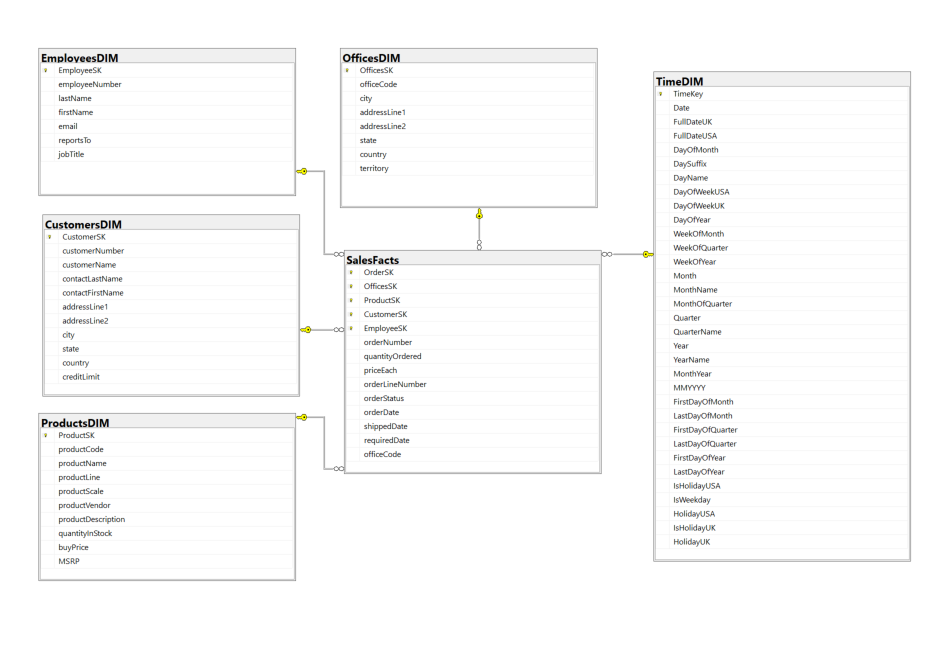 EmployeesDIM
EmployeeSK
employeeNumber
lastName
firstName
email
reportsTo
jobTitle
OfficesDIM
OfficesSK
officeCode
city
addressLine1
addressLine2
state
country
territory
TimeDIM
TimeKey
Date
FullDateUK
FullDateUSA
DayOfMonth
DaySuffix
DayName
DayOfWeekUSA
DayOfWeekUK
DayOfYear
WeekOfMonth
WeekOfQuarter
WeekOfYear
Month
MonthName
MonthOfQuarter
Quarter
QuarterName
Year
YearName
MonthYear
MMYYYY
FirstDayOfMonth
LastDayOfMonth
FirstDayOfQuarter
LastDayOfQuarter
FirstDayOfYear
LastDayOfYear
IsHolidayUSA
IsWeekday
HolidayUSA
IsHolidayUK
HolidayUK
CustomersDIM
CustomerSK
customerNumber
customerName
contactLastName
contactFirstName
addressLine1
addressLine2
city
state
country
creditLimit
SalesFacts
OrderSK
OfficesSK
ProductSK
CustomerSK
EmployeeSK
orderNumber
quantityOrdered
priceEach
orderLineNumber
orderStatus
orderDate
shippedDate
requiredDate
officeCode
ProductsDIM
ProductSK
productCode
productName
productLine
productScale
productVendor
productDescription
quantityInStock
buyPrice
MSRP